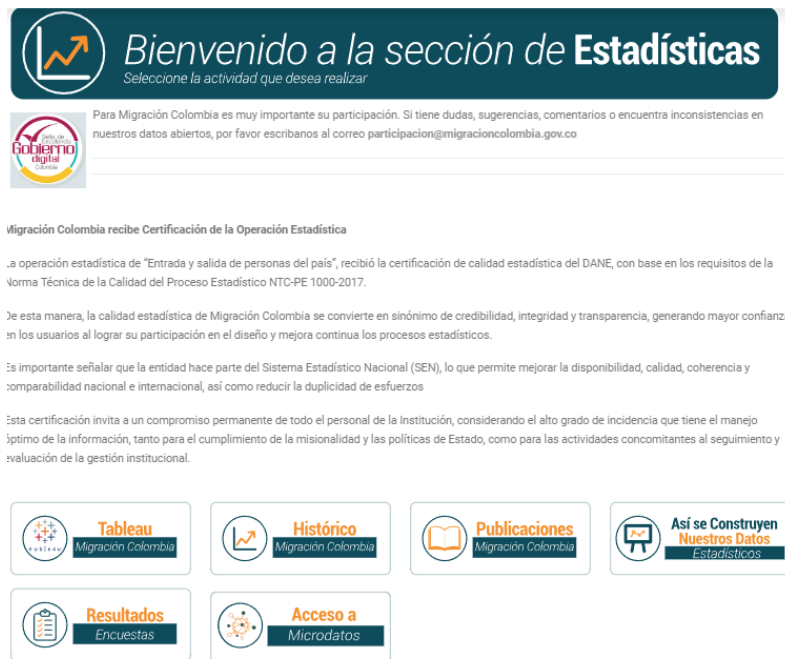 Bienvenido a la sección de Estadísticas
Seleccione la actividad que desea realizar
Para Migración Colombia es muy importante su participación. Si tiene dudas, sugerencias, comentarios o encuentra inconsistencias en
nuestros datos abiertos, por favor escribanos al correo participacion@migracioncolombia.gov.co
Sello de
Excelencia
Gobierno
digital
Colombia
Migración Colombia recibe Certificación de la Operación Estadística
La operación estadística de “Entrada y salida de personas del país”, recibió la certificación de calidad estadística del DANE, con base en los requisitos de la
Norma Técnica de la Calidad del Proceso Estadístico NTC-PE 1000-2017.
De esta manera, la calidad estadística de Migración Colombia se convierte en sinónimo de credibilidad, integridad y transparencia, generando mayor confianz
en los usuarios al lograr su participación en el diseño y mejora continua los procesos estadísticos.
Es importante señalar que la entidad hace parte del Sistema Estadístico Nacional (SEN), lo que permite mejorar la disponibilidad, calidad, coherencia y
comparabilidad nacional e internacional, así como reducir la duplicidad de esfuerzos
Esta certificación invita a un compromiso permanente de todo el personal de la Institución, considerando el alto grado de incidencia que tiene el manejo
óptimo de la información, tanto para el cumplimiento de la misionalidad y las políticas de Estado, como para las actividades concomitantes al seguimiento y
evaluación de la gestión institucional.
+ableau
Tableau
Migración Colombia
Histórico
Migración Colombia
Publicaciones
Migración Colombia
Así se Construyen
Nuestros Datos
Estadísticos
Resultados
Encuestas
Acceso a
Microdatos